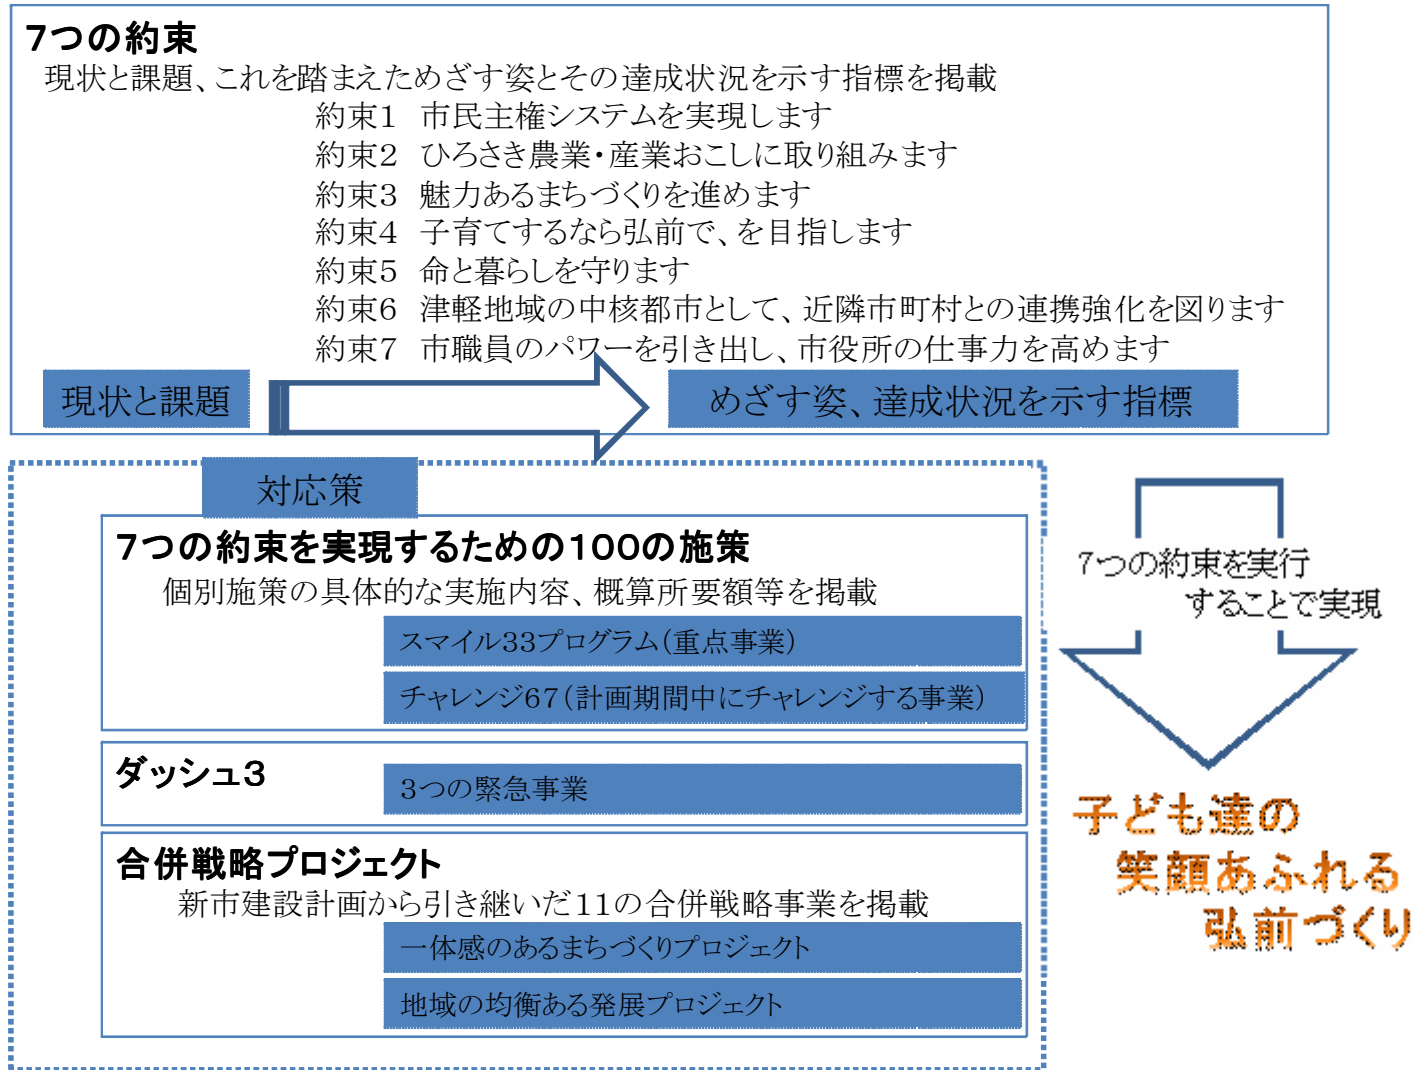 7つの約束
現状と課題、これを踏まえためざす姿とその達成状況を示す指標を掲載
約束1 市民主権システムを実現します
約束2 ひろさき農業・産業おこしに取り組みます
約束3 魅力あるまちづくりを進めます
約束4 子育てするなら弘前で、を目指します
約束5 命と暮らしを守ります
約束6 津軽地域の中核都市として、近隣市町村との連携強化を図ります
約束7 市職員のパワーを引き出し、市役所の仕事力を高めます
現状と課題
めざす姿、達成状況を示す指標
対応策
7つの約束を実現するための100の施策
個別施策の具体的な実施内容、概算所要額等を掲載
スマイル33プログラム(重点事業)
チャレンジ67(計画期間中にチャレンジする事業)
ダッシュ3
3つの緊急事業
合併戦略プロジェクト
新市建設計画から引き継いだ11の合併戦略事業を掲載
一体感のあるまちづくりプロジェクト
地域の均衡ある発展プロジェクト
7つの約束を実行
することで実現
子ども達の
笑顔あふれる
弘前づくり